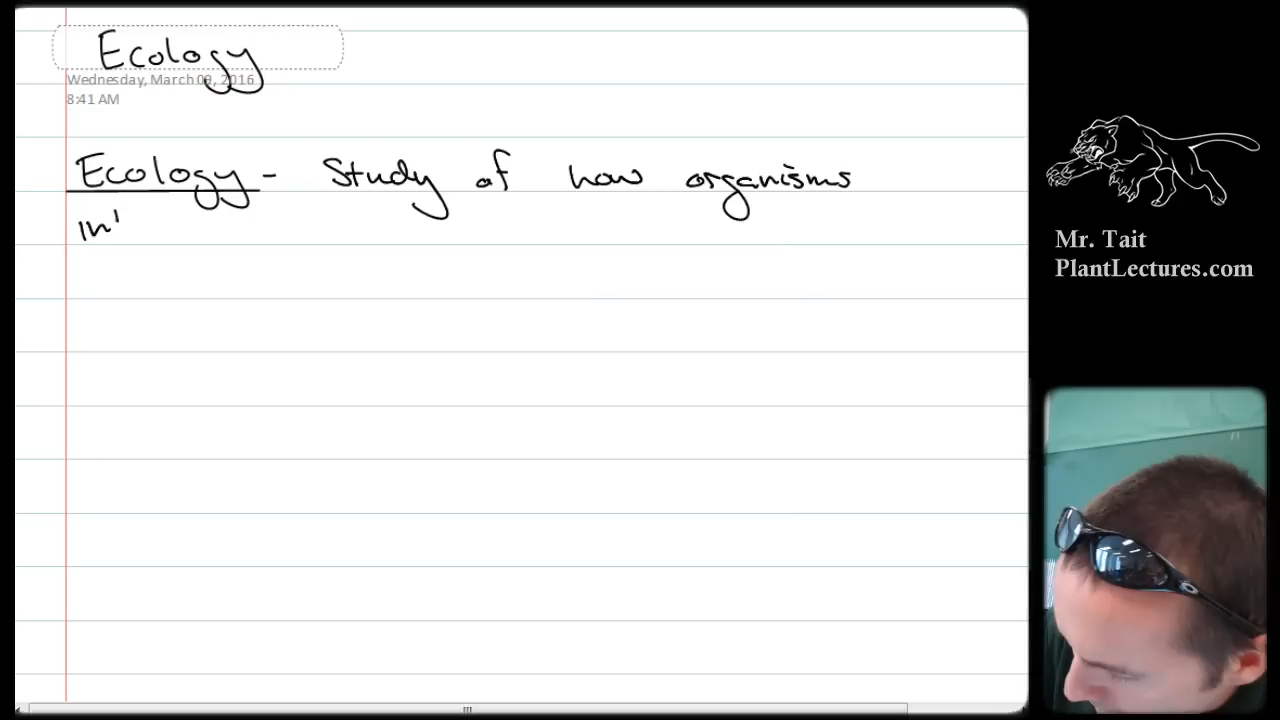 Ecology
Wednesday, March 09, 2016
8:41 AM
Ecology - Study of how organisms
Mr. Tait
PlantLectures.com